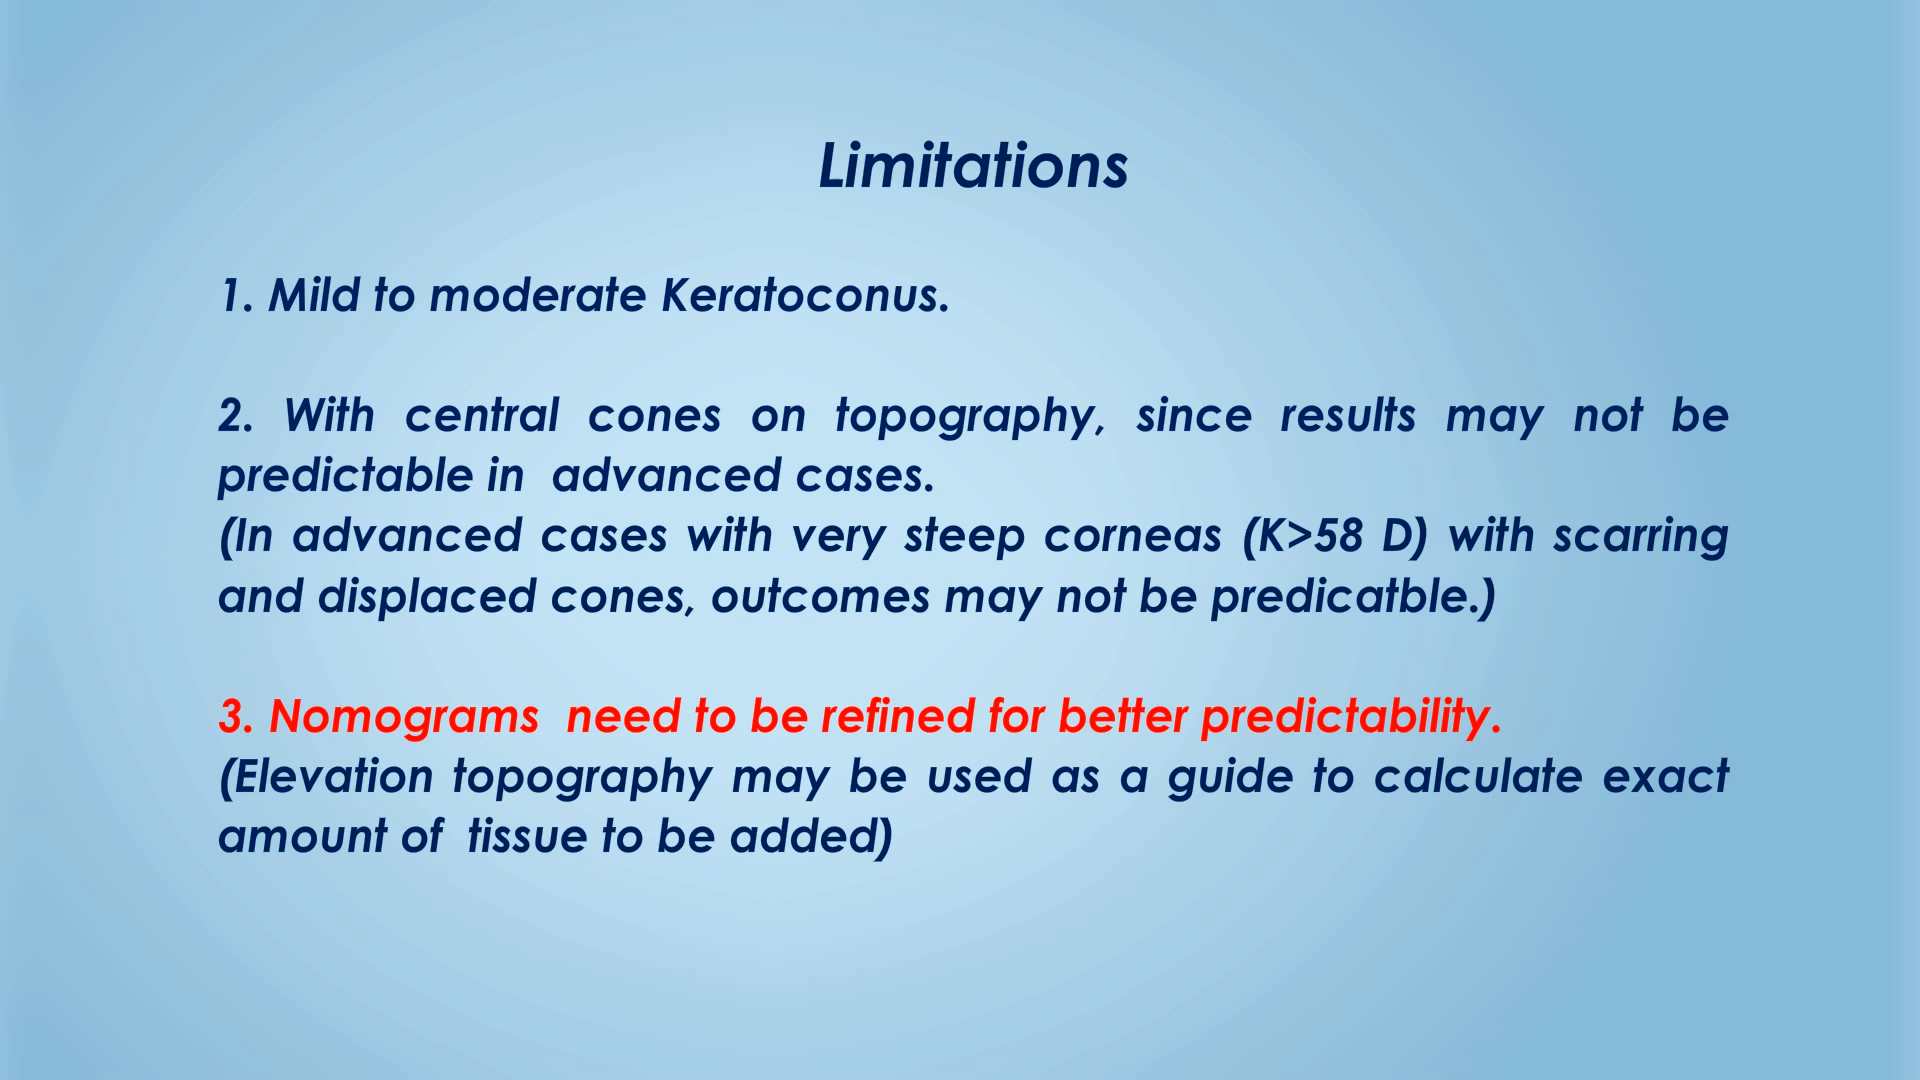 Limitations
1. Mild to moderate Keratoconus.
2. With central cones on topography, since results may not be
predictable in  advanced cases.
(In advanced cases with very steep corneas (K>58 D) with scarring
and displaced cones, outcomes may not be predicatble.)
3. Nomograms  need to be refined for better predictability.
(Elevation topography may be used as a guide to calculate exact
amount of  tissue to be added)